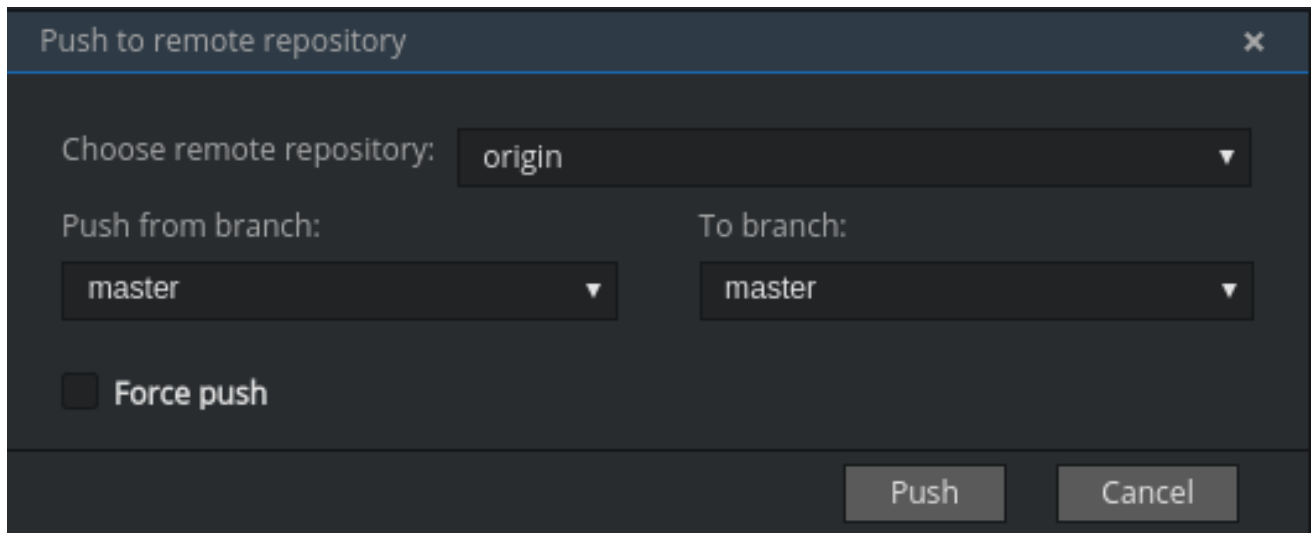 Push to remote repository ×
Choose remote repository: origin ▼
Push from branch: To branch:
master ▼ master ▼
Force push
Push Cancel